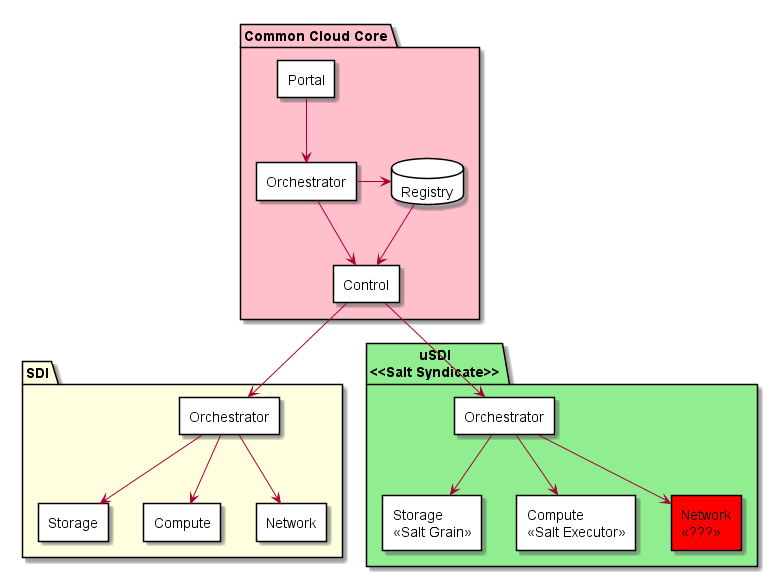 Common Cloud Core
Portal
Orchestrator
Registry
Control
SDI
uSDI
<<Salt Syndicate>>
Orchestrator
Orchestrator
Storage
Compute
Network
Storage
«Salt Grain»
Compute
«Salt Executor»
Network
«???»